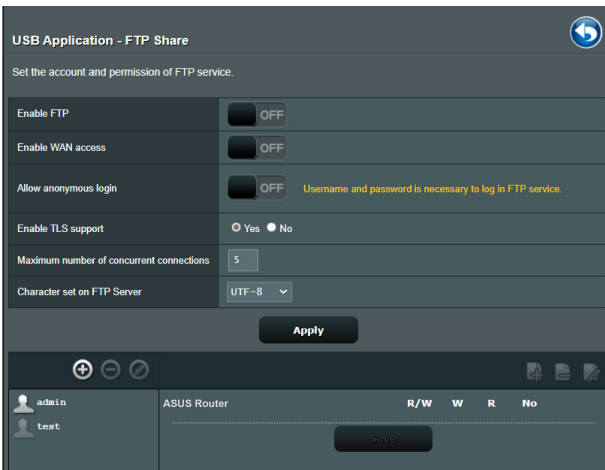 USB Application - FTP Share
Set the account and permission of FTP service.
Enable FTP
OFF
Enable WAN access
OFF
Allow anonymous login
OFF
Username and password is necessary to log in FTP service.
Enable TLS support
Yes No
Maximum number of concurrent connections
5
Character set on FTP Server
UTF-8
Apply
admin
test
ASUS Router
R/W W R No
Save